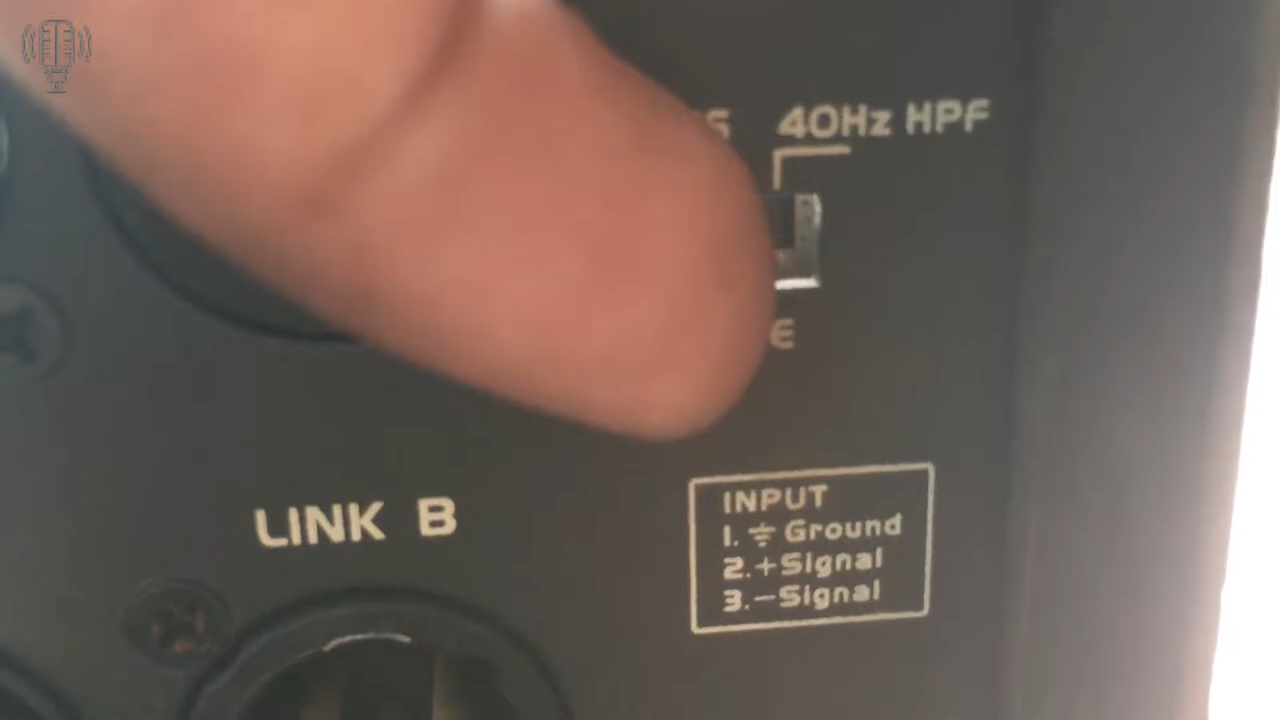 40Hz HPF
LINK B
INPUT
1. ⏚ Ground
2.+Signal
3.-Signal